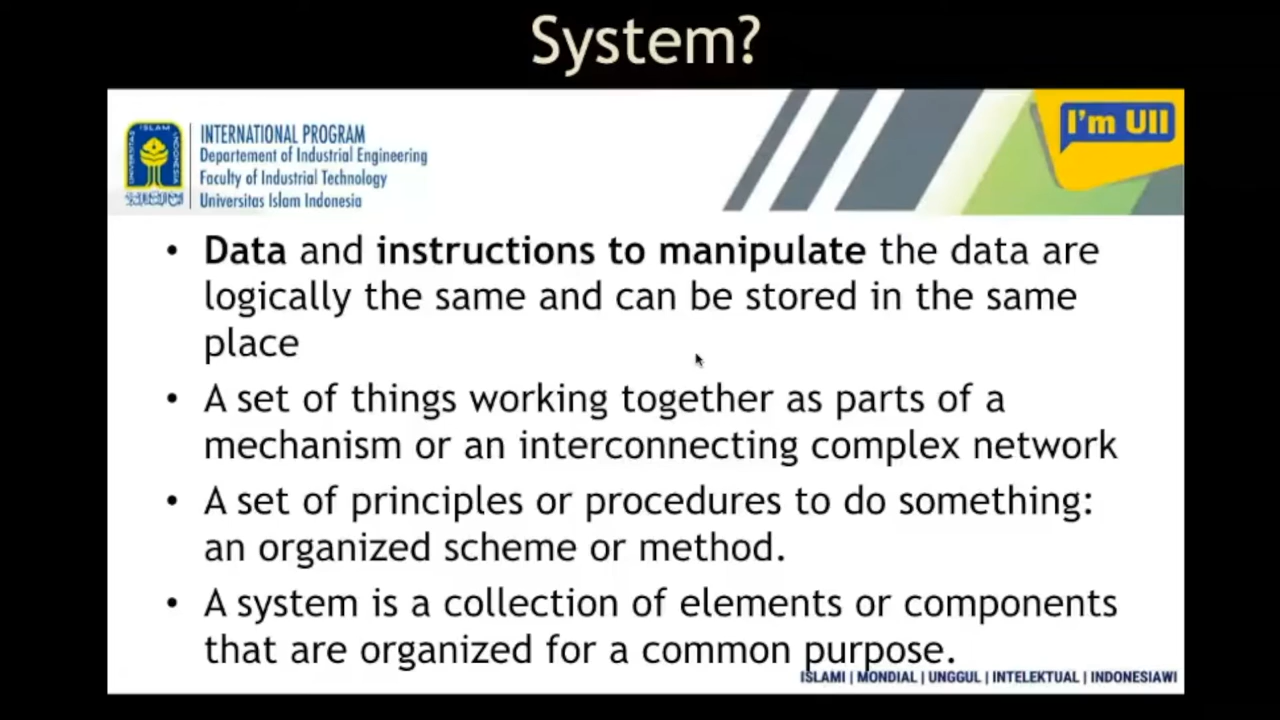 System?
ISLAM
UNIVERSITAS
INDONESIA
INTERNATIONAL PROGRAM
Departement of Industrial Engineering
Faculty of Industrial Technology
Universitas Islam Indonesia
I'm UII
• Data and instructions to manipulate the data are
logically the same and can be stored in the same
place
• A set of things working together as parts of a
mechanism or an interconnecting complex network
• A set of principles or procedures to do something:
an organized scheme or method.
• A system is a collection of elements or components
that are organized for a common purpose.
ISLAMI | MONDIAL | UNGGUL | INTELEKTUAL | INDONESIAWI